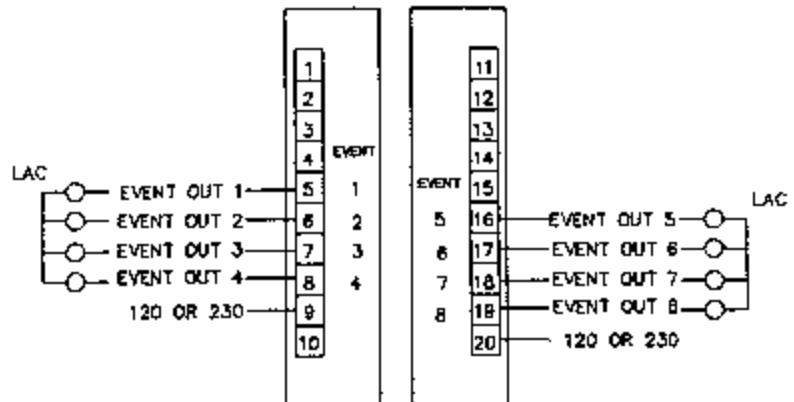 1
2
3
4 EVENT
LAC
EVENT OUT 1 5 1
EVENT OUT 2 6 2
EVENT OUT 3 7 3
EVENT OUT 4 8 4
120 OR 230 9
10
11
12
13
14
EVENT 15
LAC
5 16 EVENT OUT 5
6 17 EVENT OUT 6
7 18 EVENT OUT 7
8 19 EVENT OUT 8
20 120 OR 230